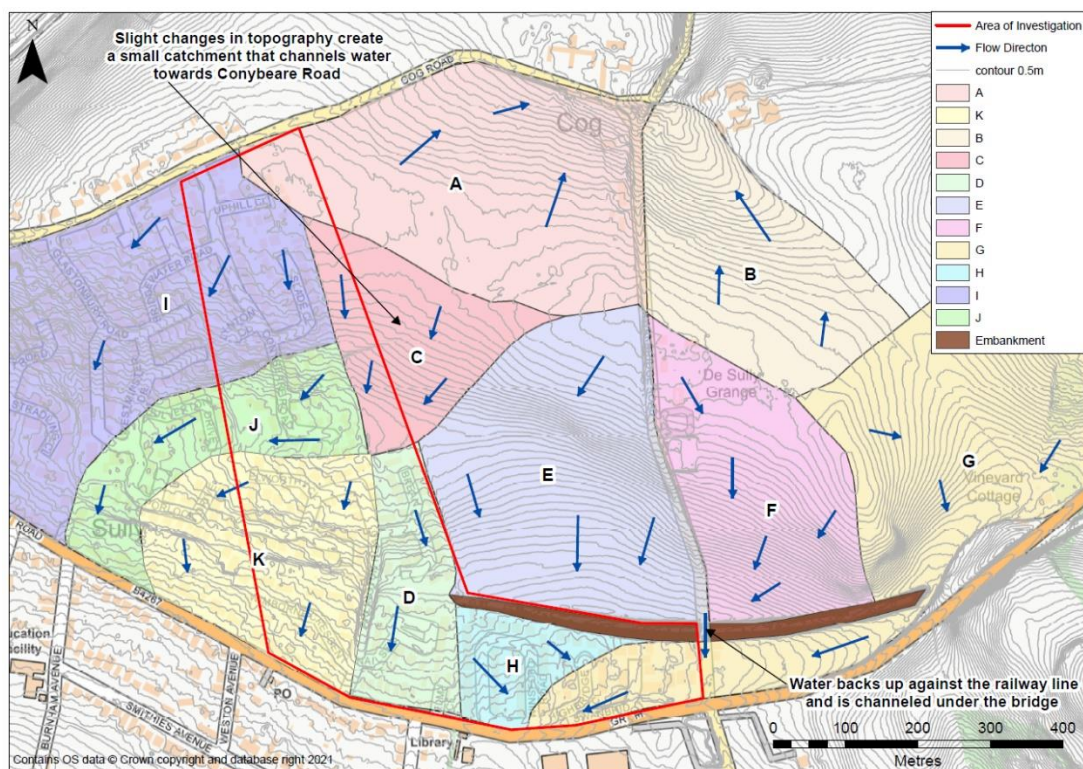 N
Slight changes in topography create
a small catchment that channels water
towards Conybeare Road
COG ROAD
Cog
Area of Investigation
Flow Directon
contour 0.5m
A
K
B
C
D
E
F
G
H
I
J
Embankment
A
UPHILL
B
I
C
De Sully
Grange
J
E
G
Vineyard
Cottage
F
Sully
K
D
H
ROAD
B4267
PO
BURNHAM AVENUE
SMITHIES AVENUE
WESTON AVENUE
Library
Water backs up against the railway line
and is channeled under the bridge
0 100 200 300 400
Metres
Contains OS data © Crown copyright and database right 2021